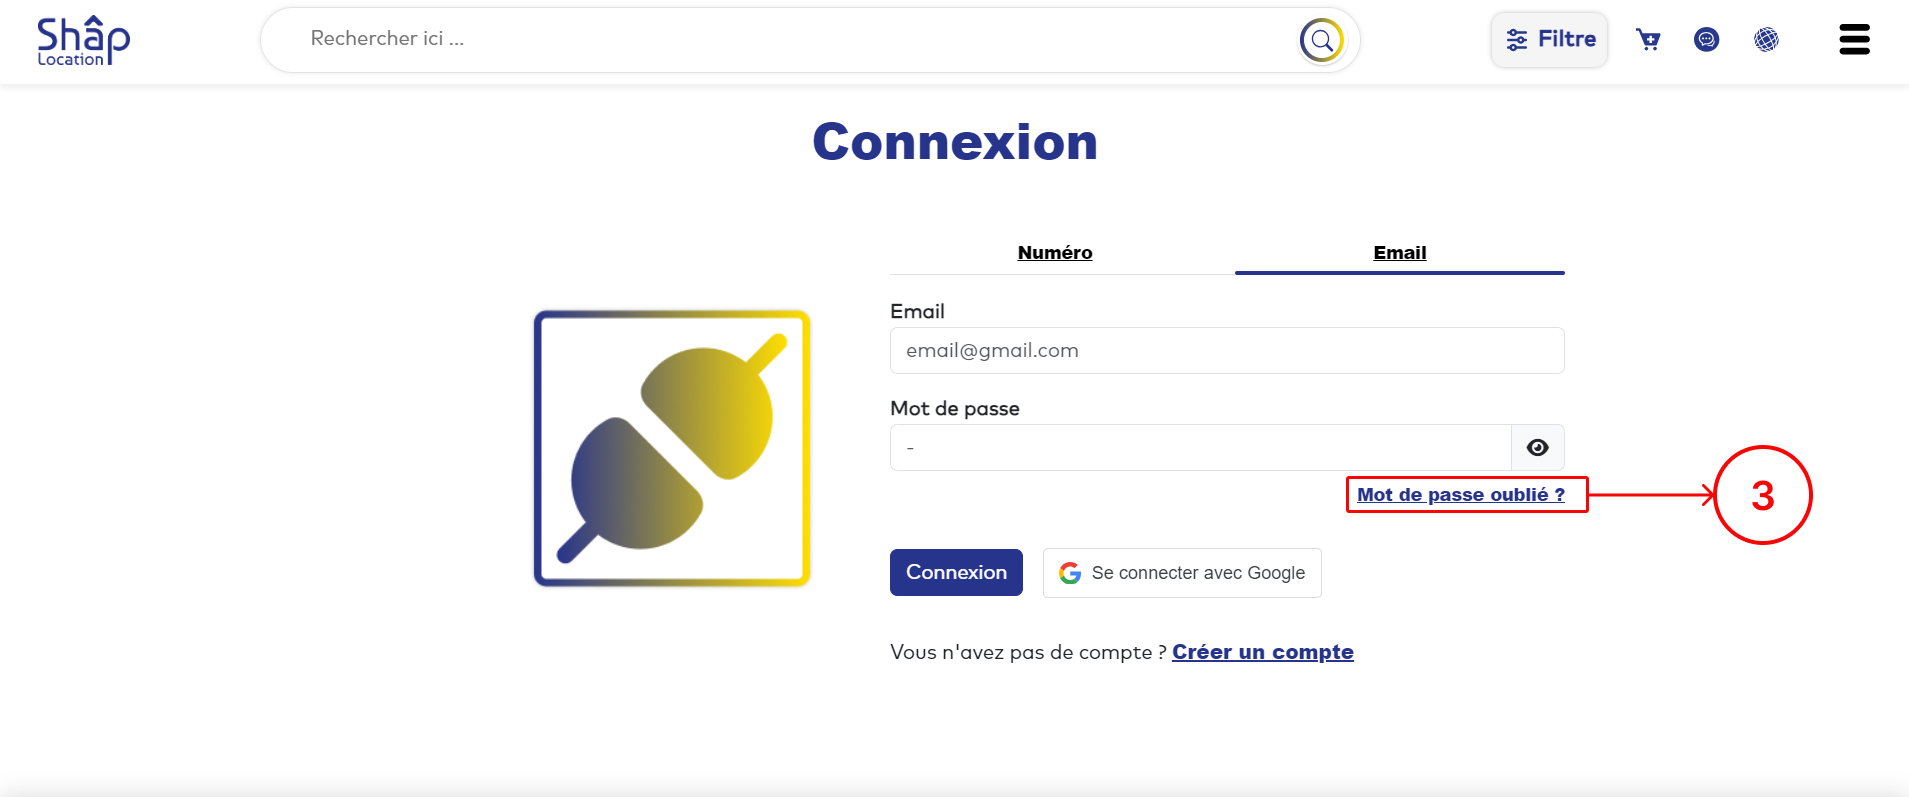 Shâp
Location
Rechercher ici ...
Filtre
Connexion
Numéro
Email
Email
email@gmail.com
Mot de passe
-
Mot de passe oublié ?
3
Connexion
Se connecter avec Google
Vous n'avez pas de compte ? Créer un compte